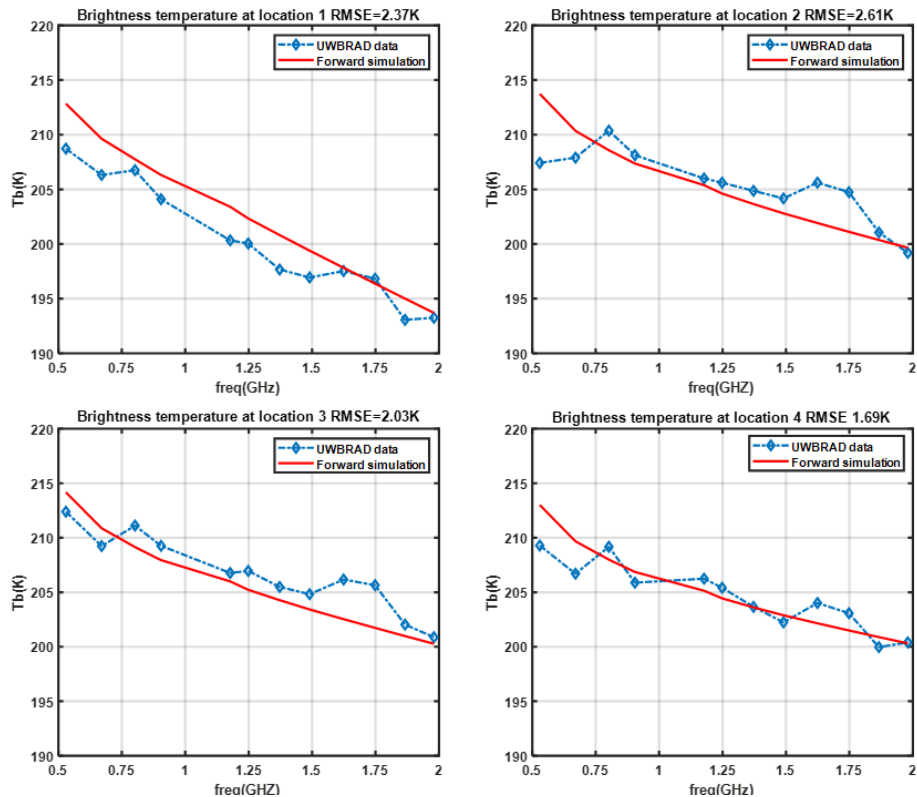 Brightness temperature at location 1 RMSE=2.37K
220
215
210
205
200
195
190
Tb(K)
UWBRAD data
Forward simulation
0.5 0.75 1 1.25 1.5 1.75 2
freq(GHz)
Brightness temperature at location 2 RMSE=2.61K
220
215
210
205
200
195
190
Tb(K)
UWBRAD data
Forward simulation
0.5 0.75 1 1.25 1.5 1.75 2
freq(GHZ)
Brightness temperature at location 3 RMSE=2.03K
220
215
210
205
200
195
190
Tb(K)
UWBRAD data
Forward simulation
0.5 0.75 1 1.25 1.5 1.75 2
freq(GHZ)
Brightness temperature at location 4 RMSE 1.69K
220
215
210
205
200
195
190
Tb(K)
UWBRAD data
Forward simulation
0.5 0.75 1 1.25 1.5 1.75 2
freq(GHZ)